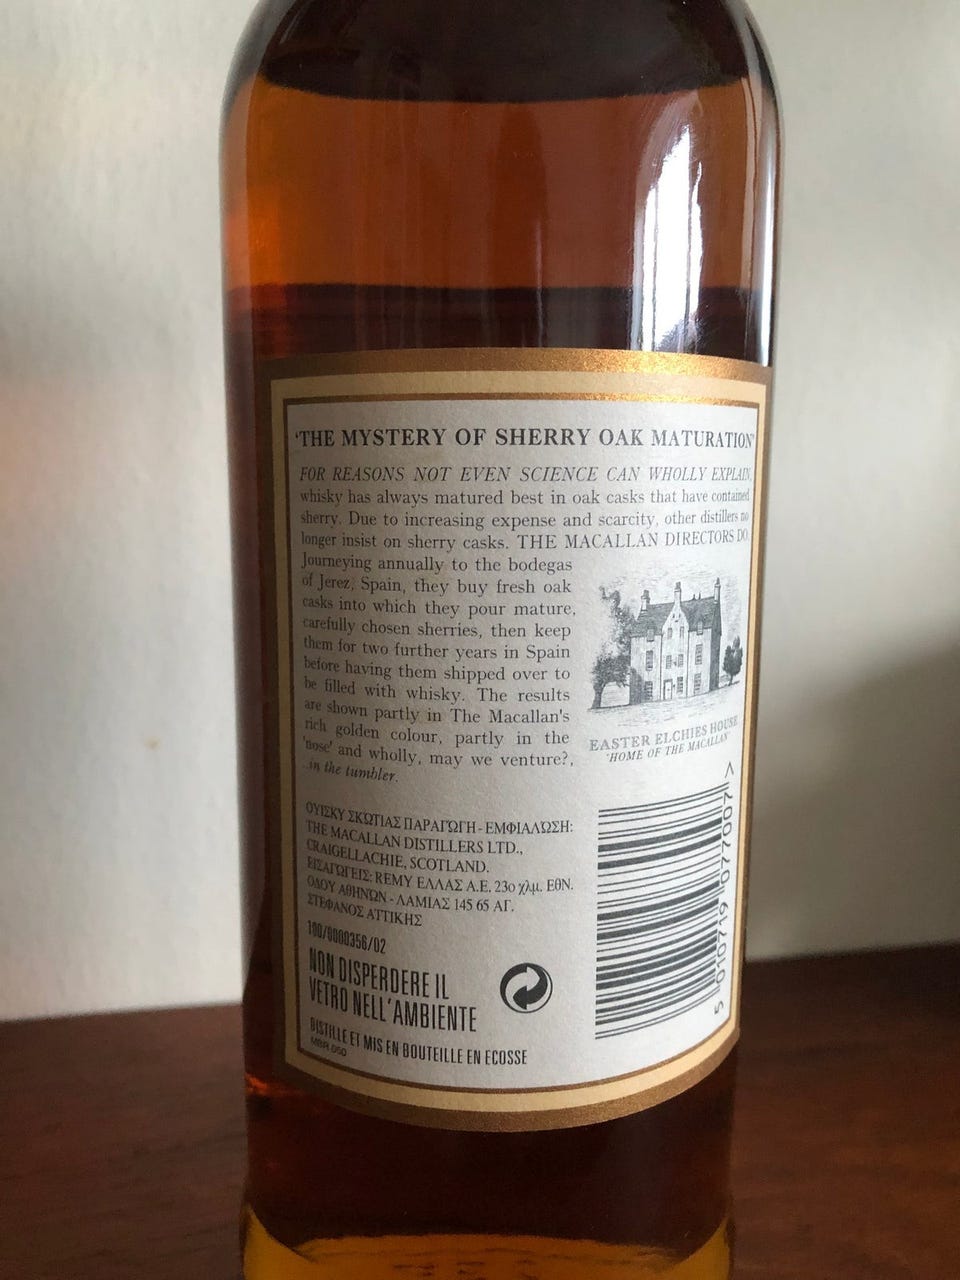 'THE MYSTERY OF SHERRY OAK MATURATION'
FOR REASONS NOT EVEN SCIENCE CAN WHOLLY EXPLAIN,
whisky has always matured best in oak casks that have contained
sherry. Due to increasing expense and scarcity, other distillers no
longer insist on sherry casks. THE MACALLAN DIRECTORS DO.
Journeying annually to the bodegas
of Jerez, Spain, they buy fresh oak
casks into which they pour mature,
carefully chosen sherries, then keep
them for two further years in Spain
before having them shipped over to
be filled with whisky. The results
are shown partly in The Macallan's
rich golden colour, partly in the
'nose' and wholly, may we venture?,
..in the tumbler.
EASTER ELCHIES HOUSE
'HOME OF THE MACALLAN'
ΟΥΙΣΚΥ ΣΚΩΤΙΑΣ ΠΑΡΑΓΩΓΗ - ΕΜΦΙΑΛΩΣΗ:
THE MACALLAN DISTILLERS LTD.,
CRAIGELLACHIE, SCOTLAND.
ΕΙΣΑΓΩΓΕΙΣ: REMY ΕΛΛΑΣ Α.Ε. 23ο χλμ. ΕΘΝ.
ΟΔΟΥ ΑΘΗΝΩΝ - ΛΑΜΙΑΣ 145 65 ΑΓ.
ΣΤΕΦΑΝΟΣ ΑΤΤΙΚΗΣ
100/0000356/02
NON DISPERDERE IL
VETRO NELL'AMBIENTE
DISTILLE ET MIS EN BOUTEILLE EN ECOSSE
MBR 050
5 010719 077007 >